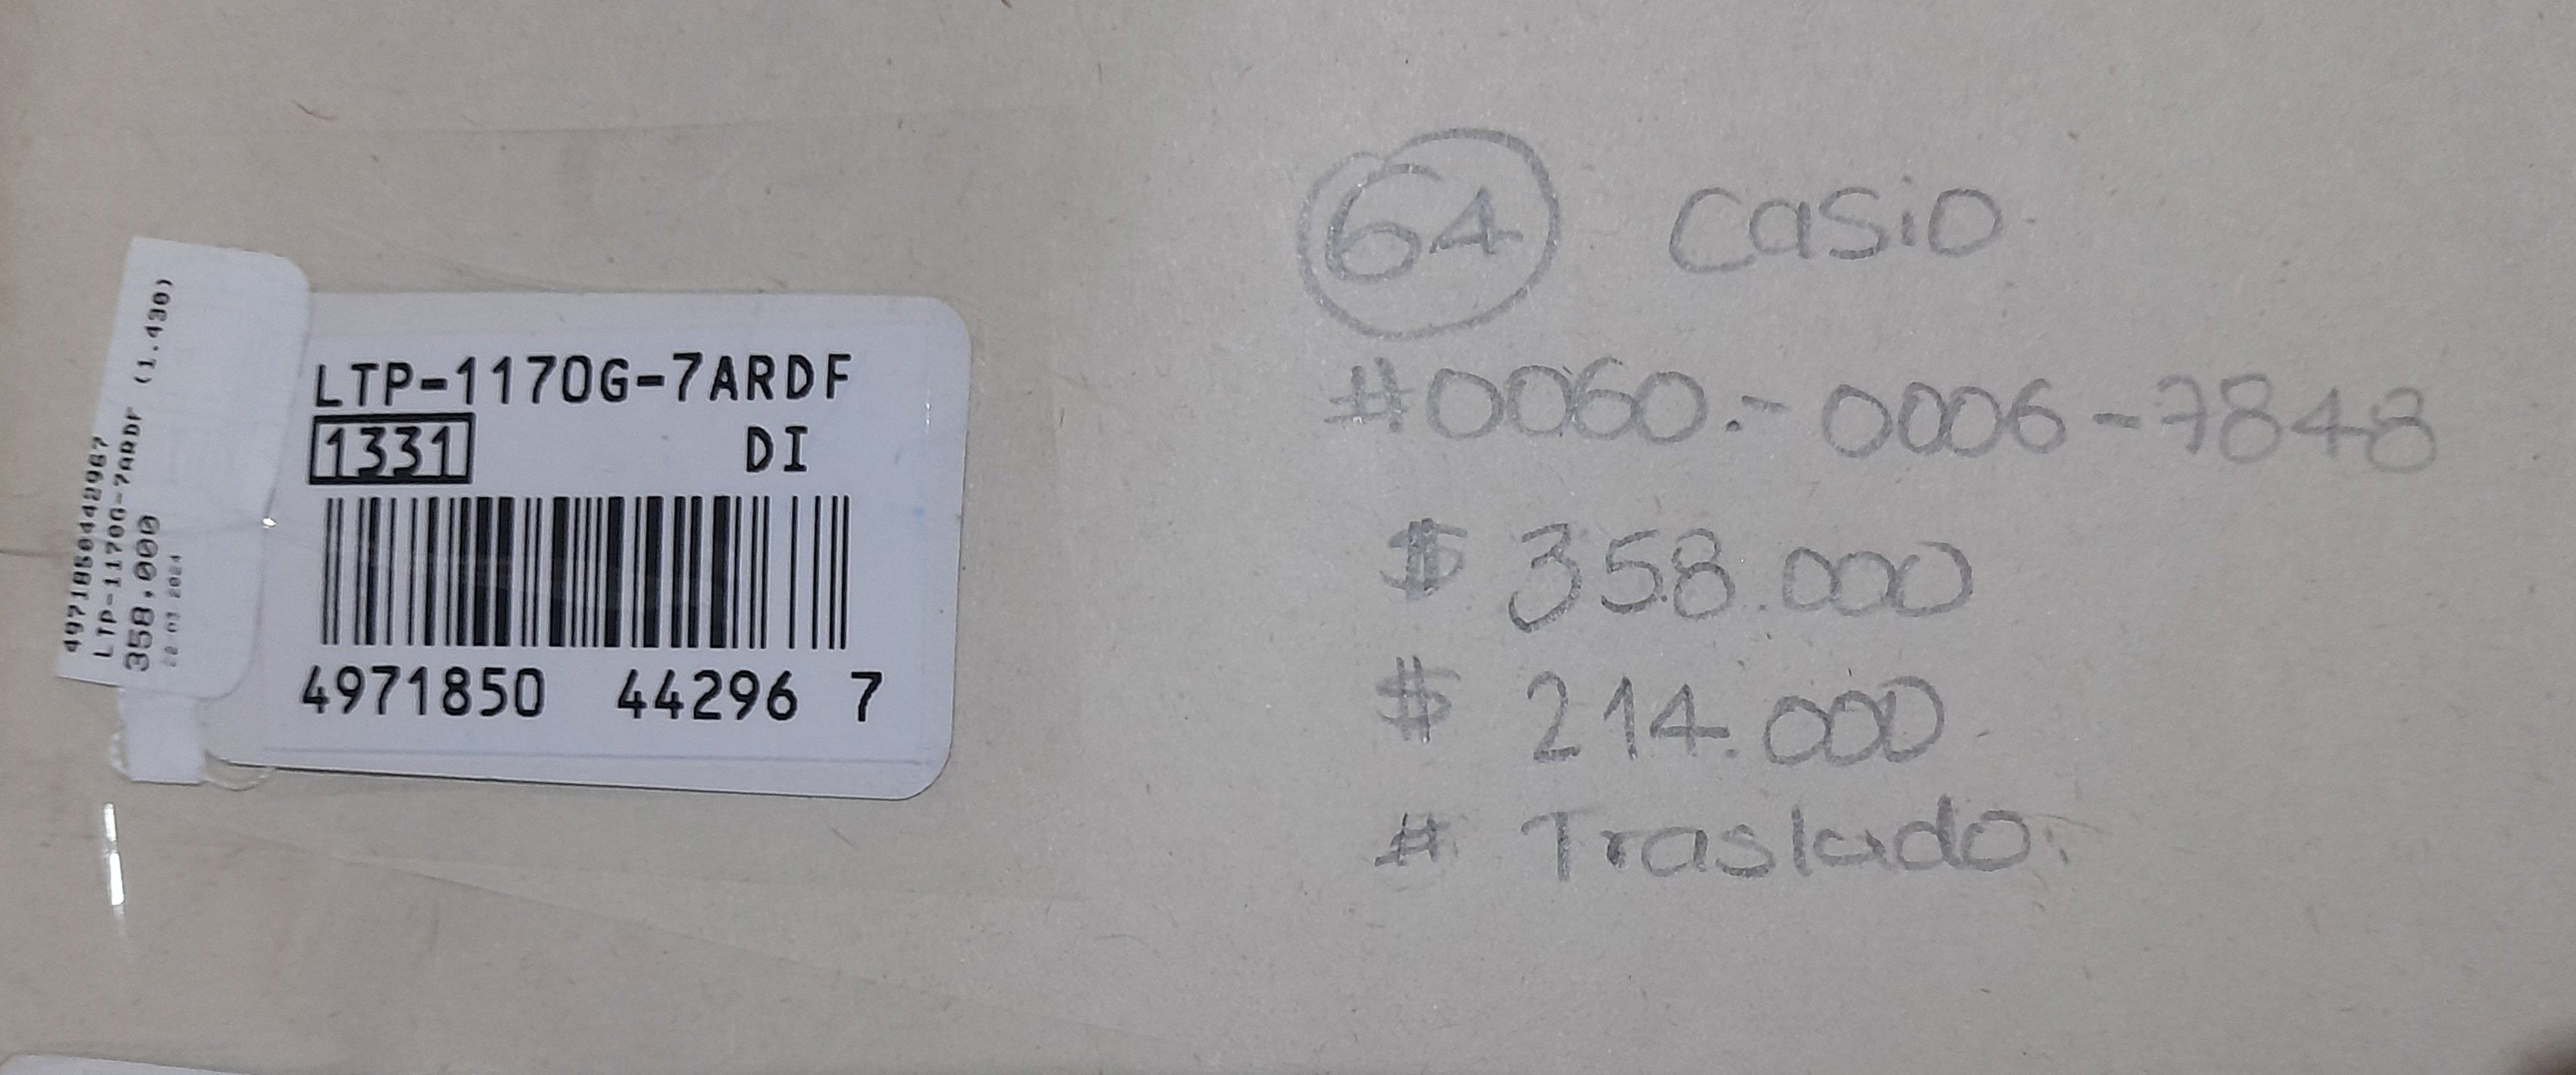 4971850442967
LTP-1170G-7ARDF (1.430)
358,000
LTP-1170G-7ARDF
1331 DI
4971850 44296 7
64 Casio
#0060.- 0006-7848
$ 358.000
$ 214.000
# Traslado.